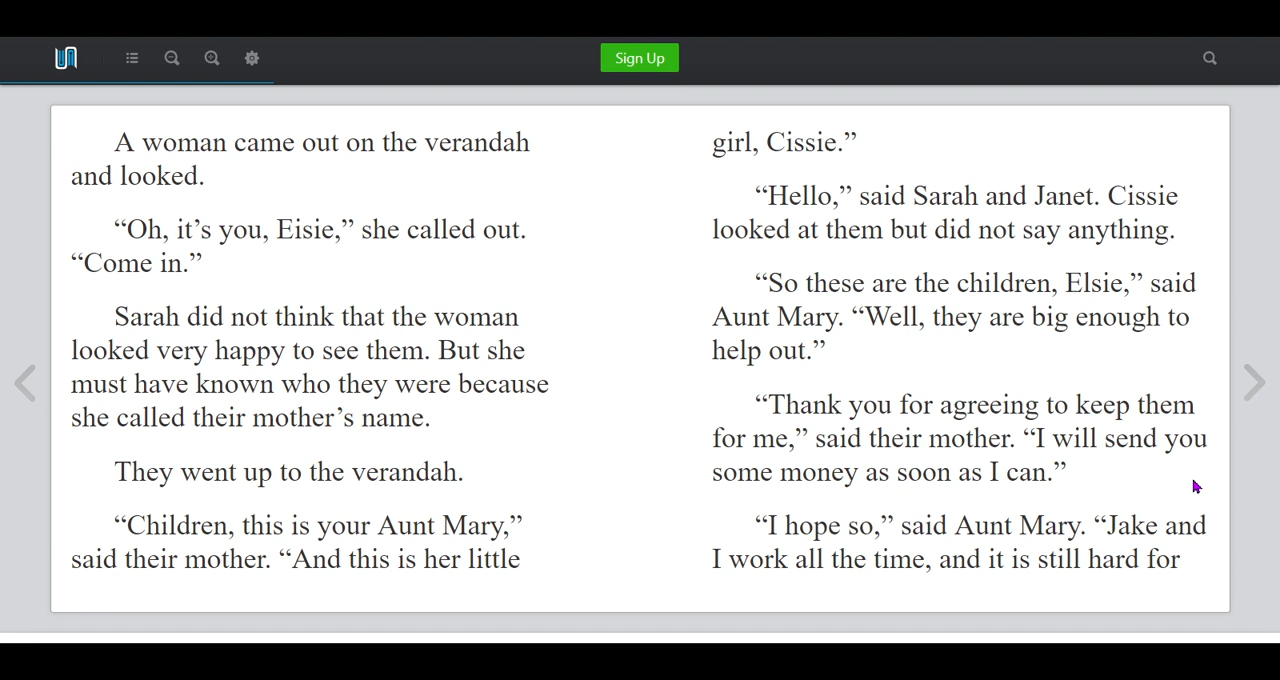 Sign Up
A woman came out on the verandah
and looked.
“Oh, it’s you, Eisie,” she called out.
“Come in.”
Sarah did not think that the woman
looked very happy to see them. But she
must have known who they were because
she called their mother’s name.
They went up to the verandah.
“Children, this is your Aunt Mary,”
said their mother. “And this is her little
girl, Cissie.”
“Hello,” said Sarah and Janet. Cissie
looked at them but did not say anything.
“So these are the children, Elsie,” said
Aunt Mary. “Well, they are big enough to
help out.”
“Thank you for agreeing to keep them
for me,” said their mother. “I will send you
some money as soon as I can.”
“I hope so,” said Aunt Mary. “Jake and
I work all the time, and it is still hard for